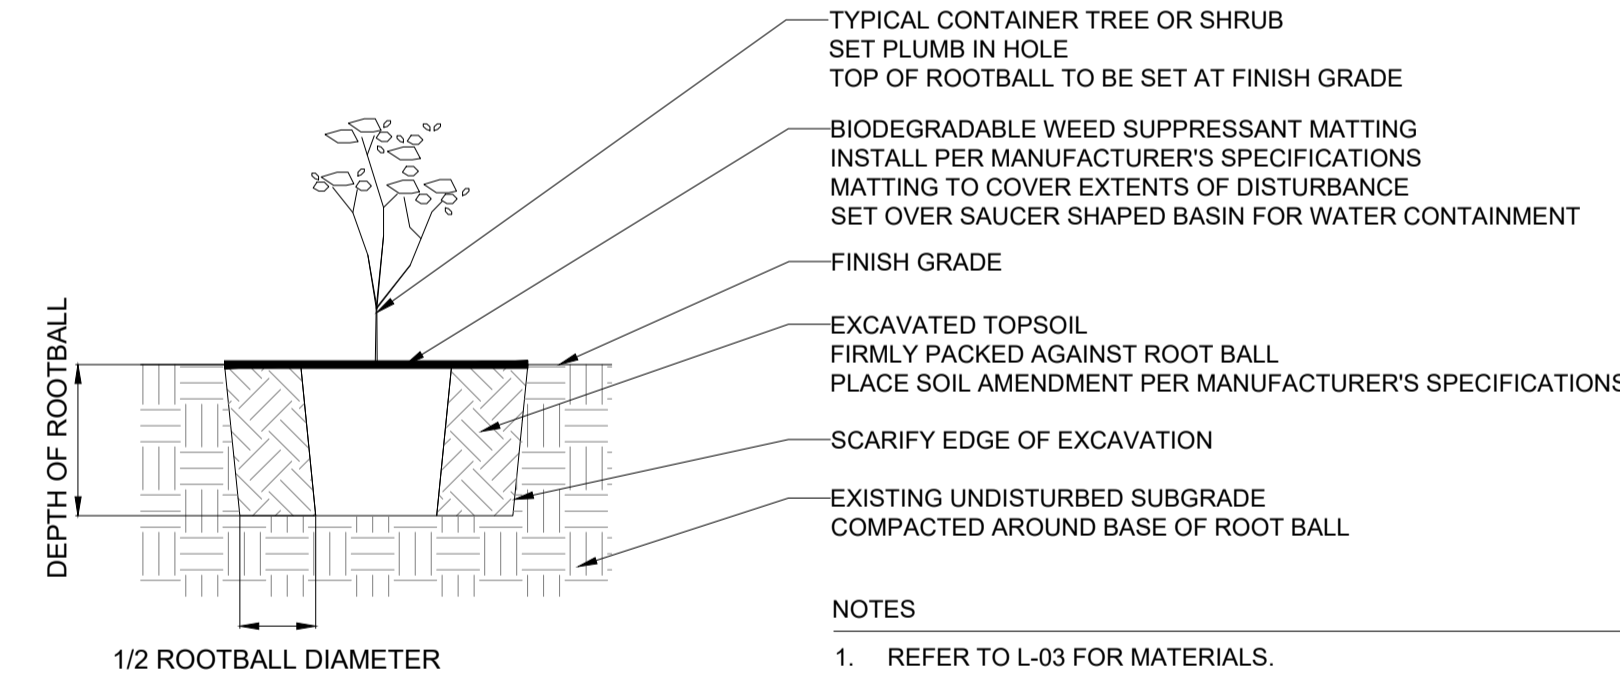 TYPICAL CONTAINER TREE OR SHRUB
SET PLUMB IN HOLE
TOP OF ROOTBALL TO BE SET AT FINISH GRADE
BIODEGRADABLE WEED SUPPRESSANT MATTING
INSTALL PER MANUFACTURER'S SPECIFICATIONS
MATTING TO COVER EXTENTS OF DISTURBANCE
SET OVER SAUCER SHAPED BASIN FOR WATER CONTAINMENT
FINISH GRADE
EXCAVATED TOPSOIL
FIRMLY PACKED AGAINST ROOT BALL
PLACE SOIL AMENDMENT PER MANUFACTURER'S SPECIFICATIONS
SCARIFY EDGE OF EXCAVATION
EXISTING UNDISTURBED SUBGRADE
COMPACTED AROUND BASE OF ROOT BALL
DEPTH OF ROOTBALL
1/2 ROOTBALL DIAMETER
NOTES
1. REFER TO L-03 FOR MATERIALS.